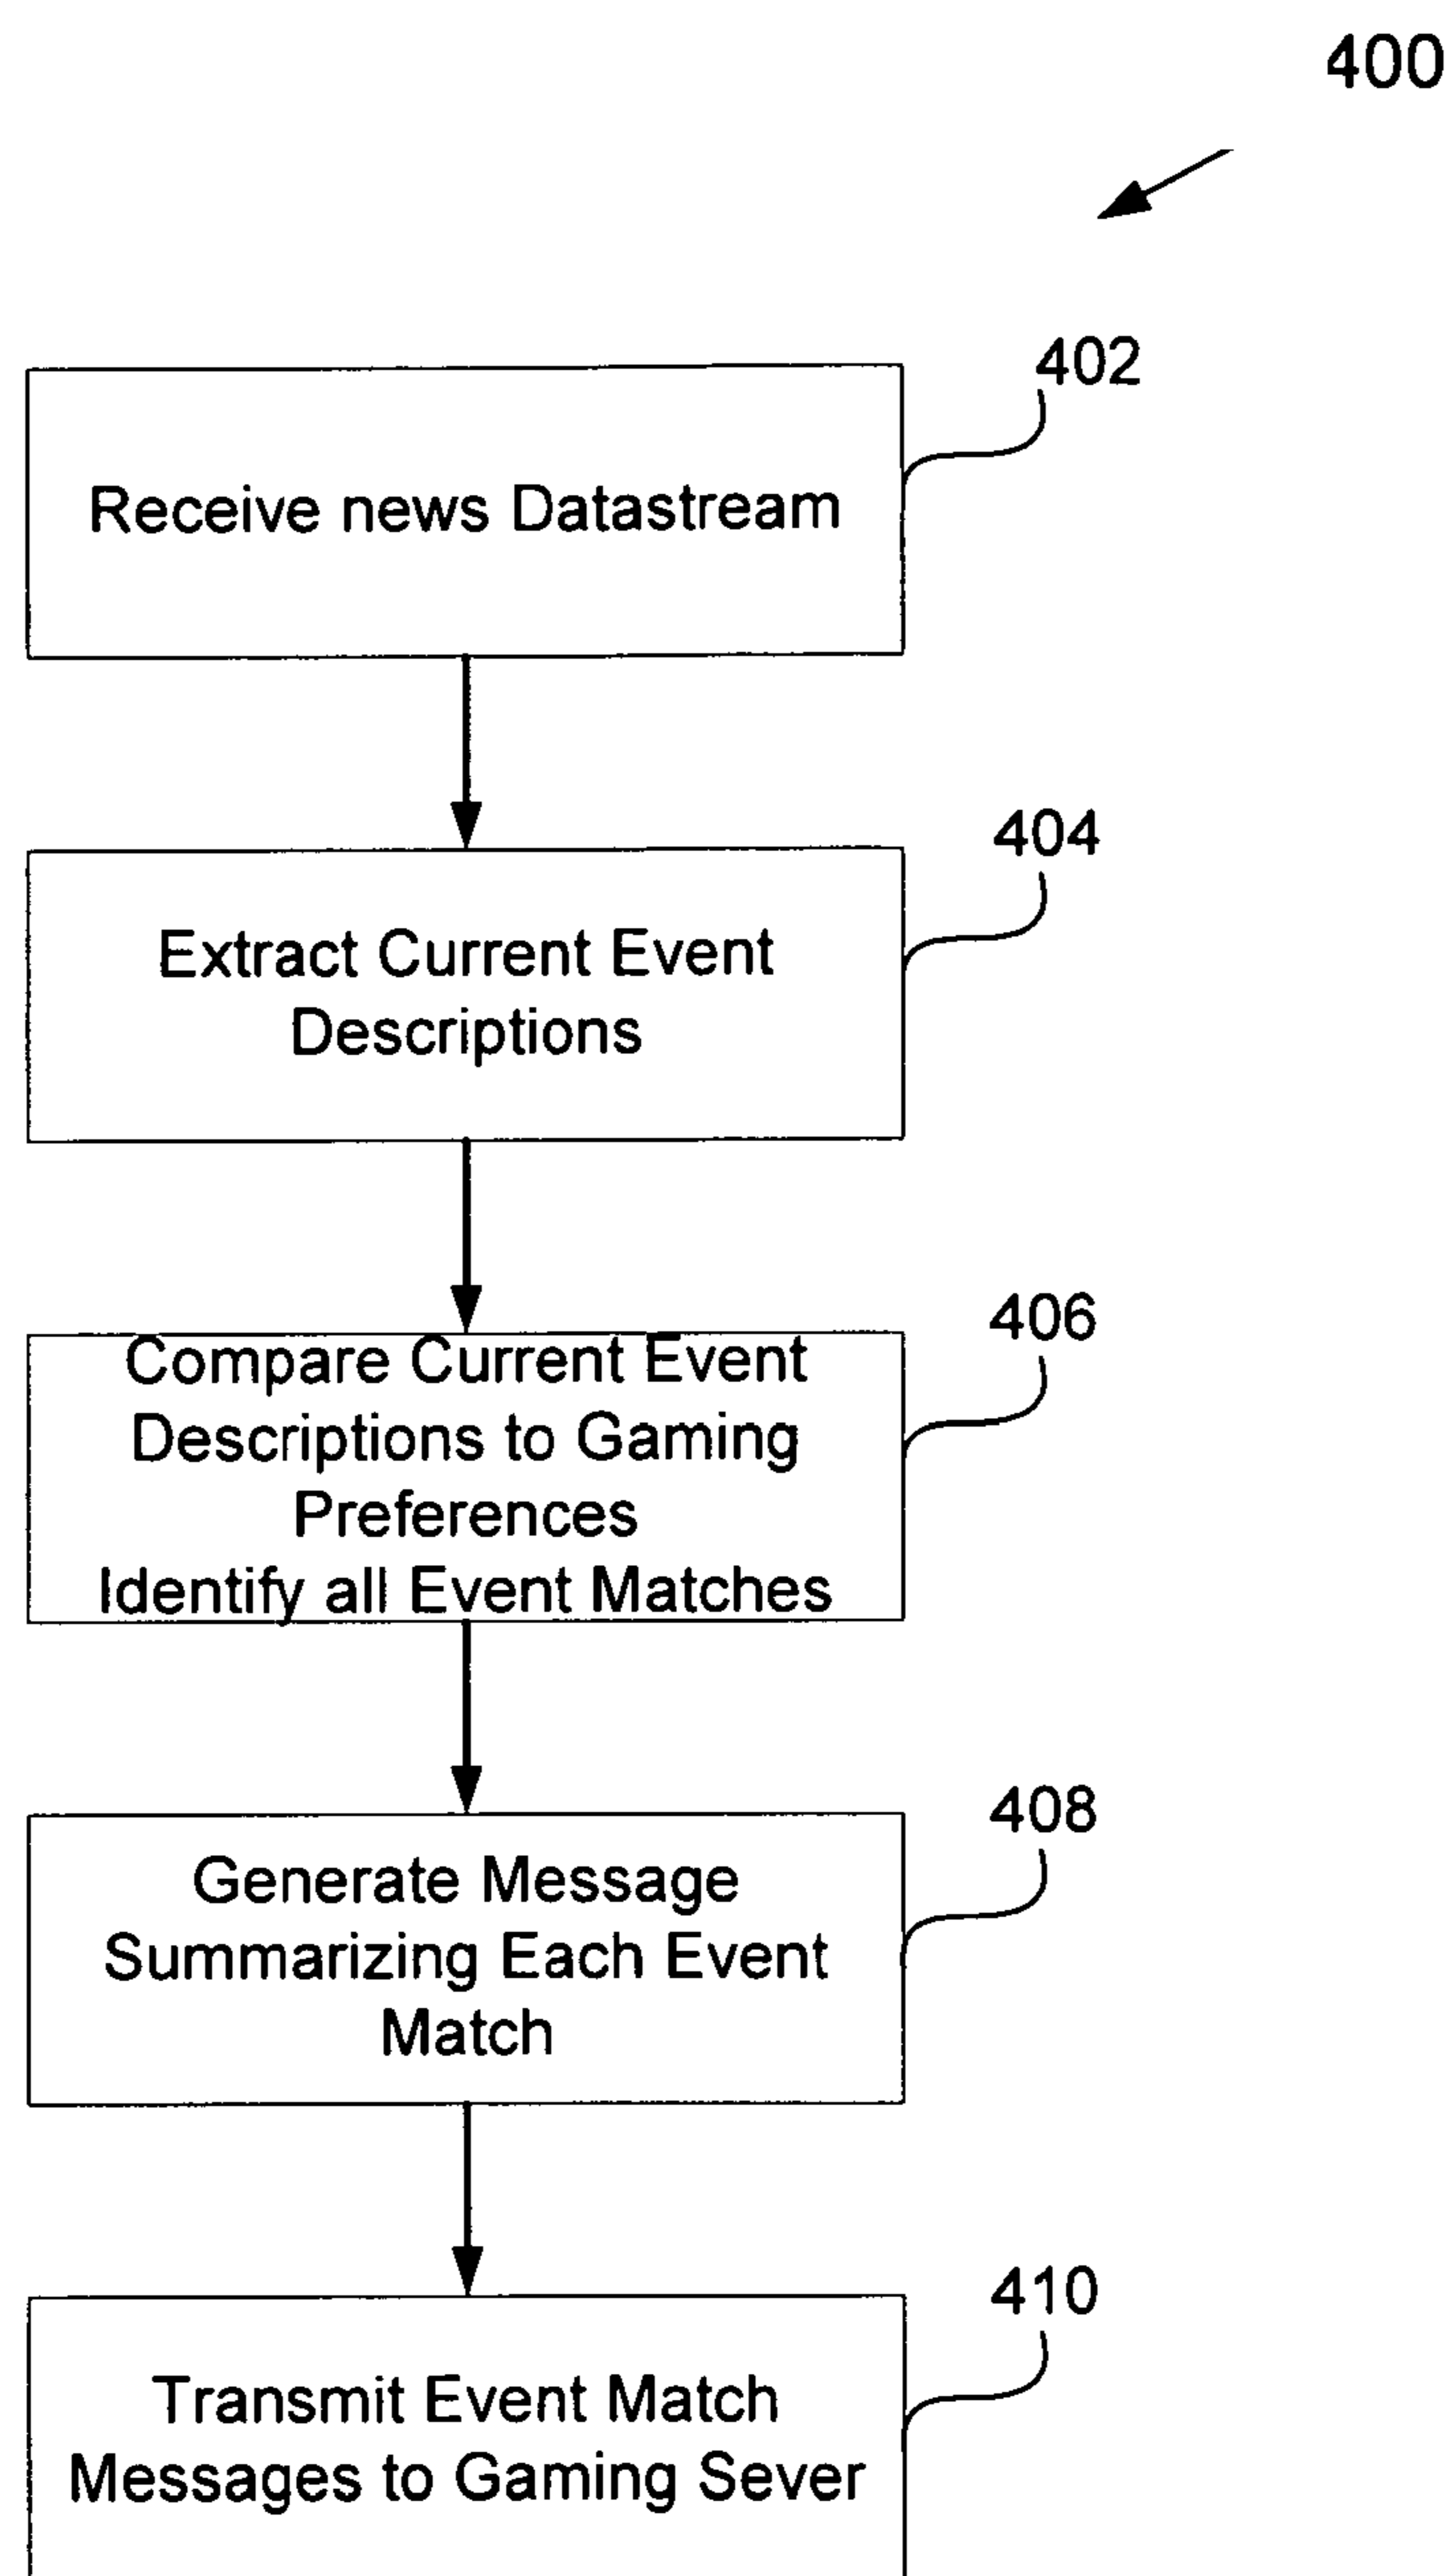 400
402
Receive news Datastream
404
Extract Current Event
Descriptions
406
Compare Current Event
Descriptions to Gaming
Preferences
Identify all Event Matches
408
Generate Message
Summarizing Each Event
Match
410
Transmit Event Match
Messages to Gaming Sever